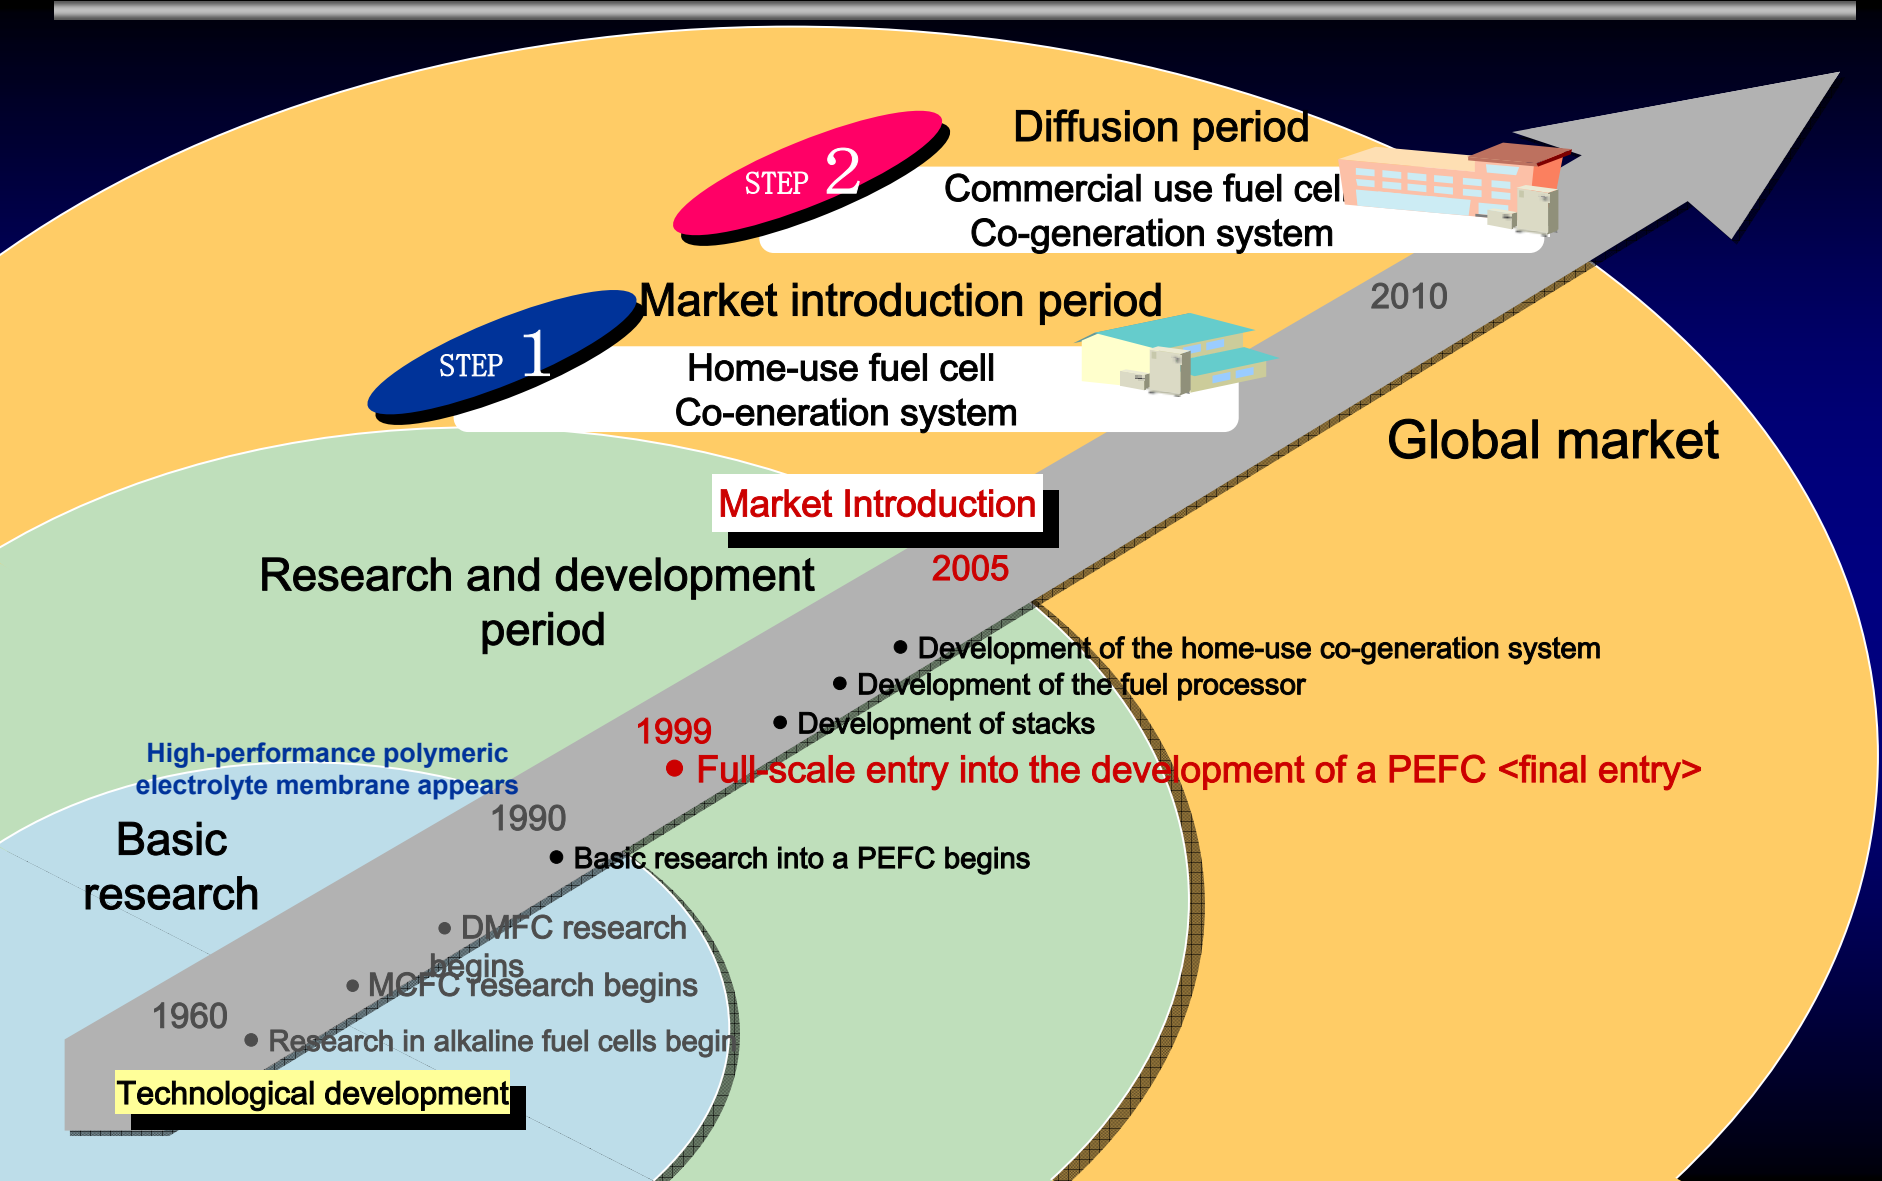 Diffusion period
STEP 2
Commercial use fuel cell
Co-generation system
2010
Market introduction period
STEP 1
Home-use fuel cell
Co-eneration system
Global market
Market Introduction
2005
Research and development
period
• Development of the home-use co-generation system
• Development of the fuel processor
• Development of stacks
1999
• Full-scale entry into the development of a PEFC <final entry>
High-performance polymeric
electrolyte membrane appears
1990
Basic
research
• Basic research into a PEFC begins
• DMFC research
begins
• MCFC research begins
1960
• Research in alkaline fuel cells begin
Technological development